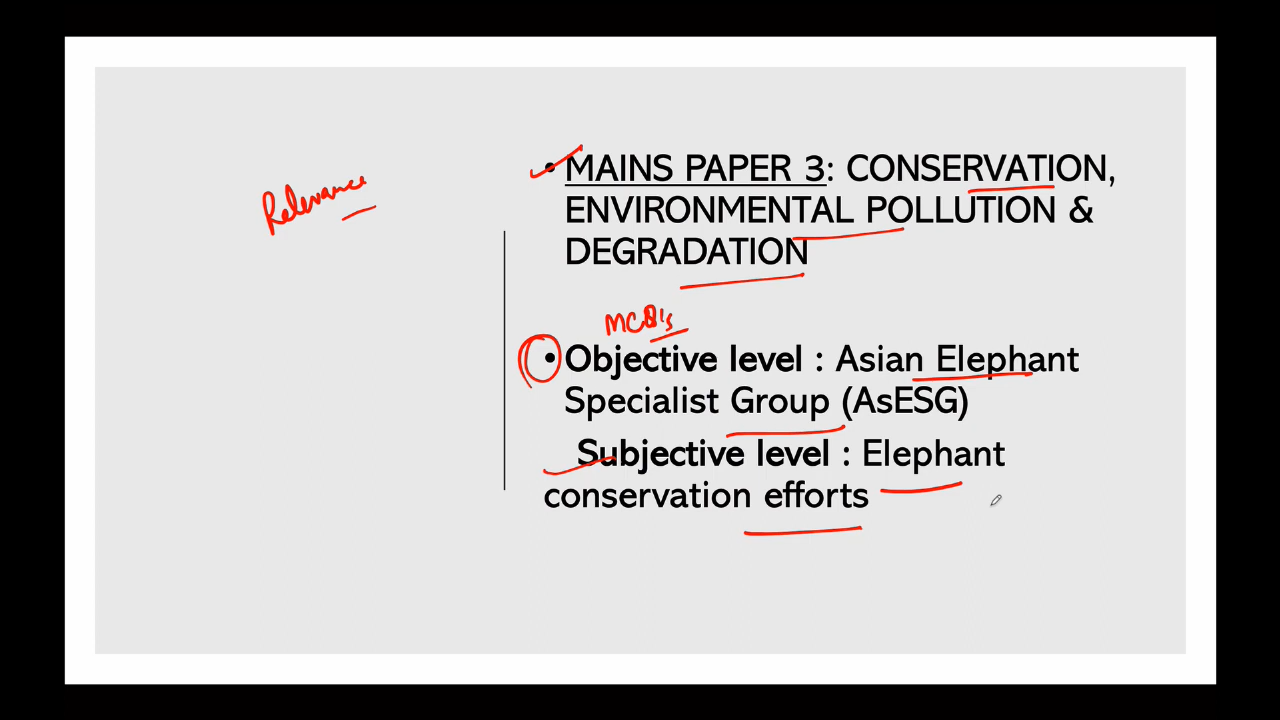 Relevance
• MAINS PAPER 3: CONSERVATION,
ENVIRONMENTAL POLLUTION &
DEGRADATION
MCQ's
• Objective level : Asian Elephant
Specialist Group (AsESG)
Subjective level : Elephant
conservation efforts